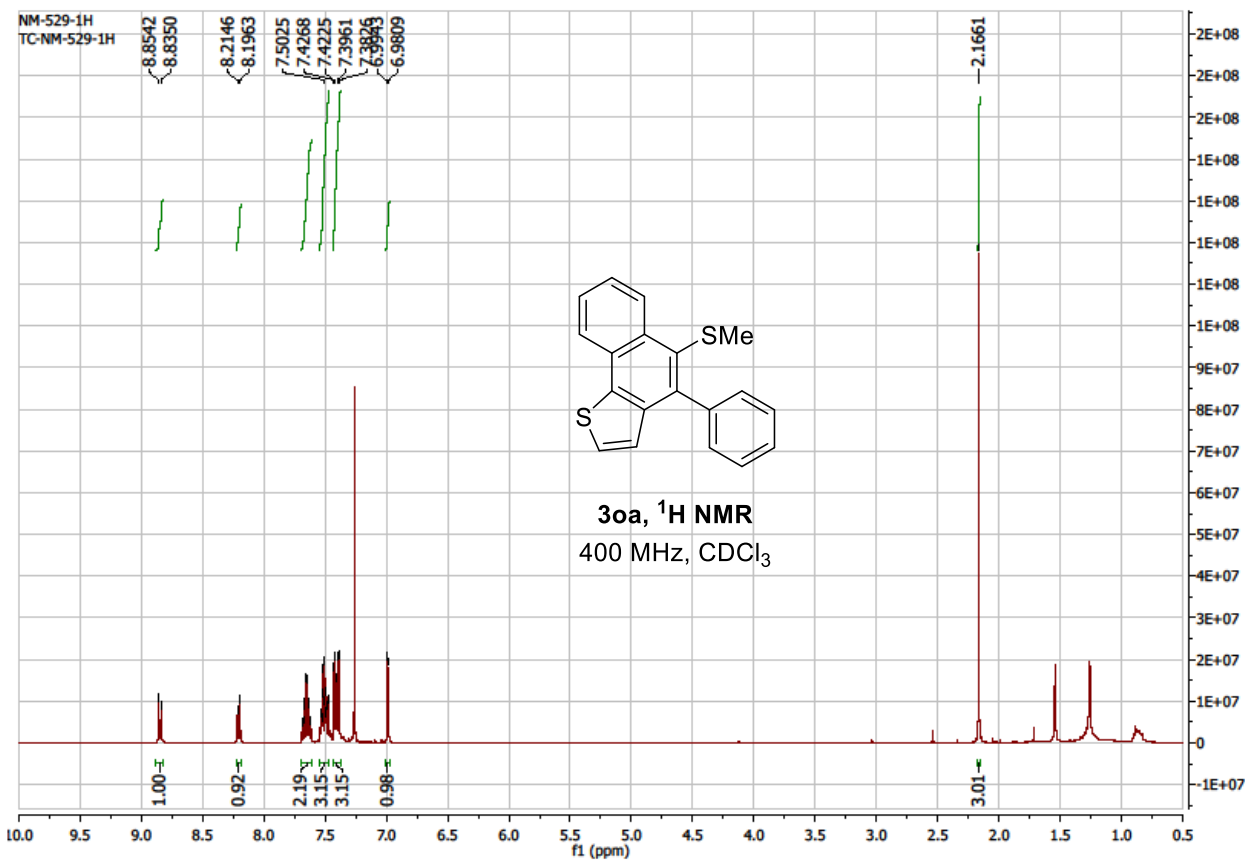 NM-529-1H
TC-NM-529-1H
8.8542
8.8350
8.2146
8.1963
7.5025
7.4268
7.4225
7.3961
7.3826
6.9943
6.9809
2.1661
2E+08
2E+08
2E+08
1E+08
1E+08
1E+08
1E+08
1E+08
9E+07
8E+07
7E+07
6E+07
5E+07
4E+07
3E+07
2E+07
1E+07
0
-1E+07
SMe
S
3oa, ¹H NMR
400 MHz, CDCl₃
1.00
0.92
2.19
3.15
3.15
0.98
3.01
10.0 9.5 9.0 8.5 8.0 7.5 7.0 6.5 6.0 5.5 5.0 4.5 4.0 3.5 3.0 2.5 2.0 1.5 1.0 0.5
f1 (ppm)